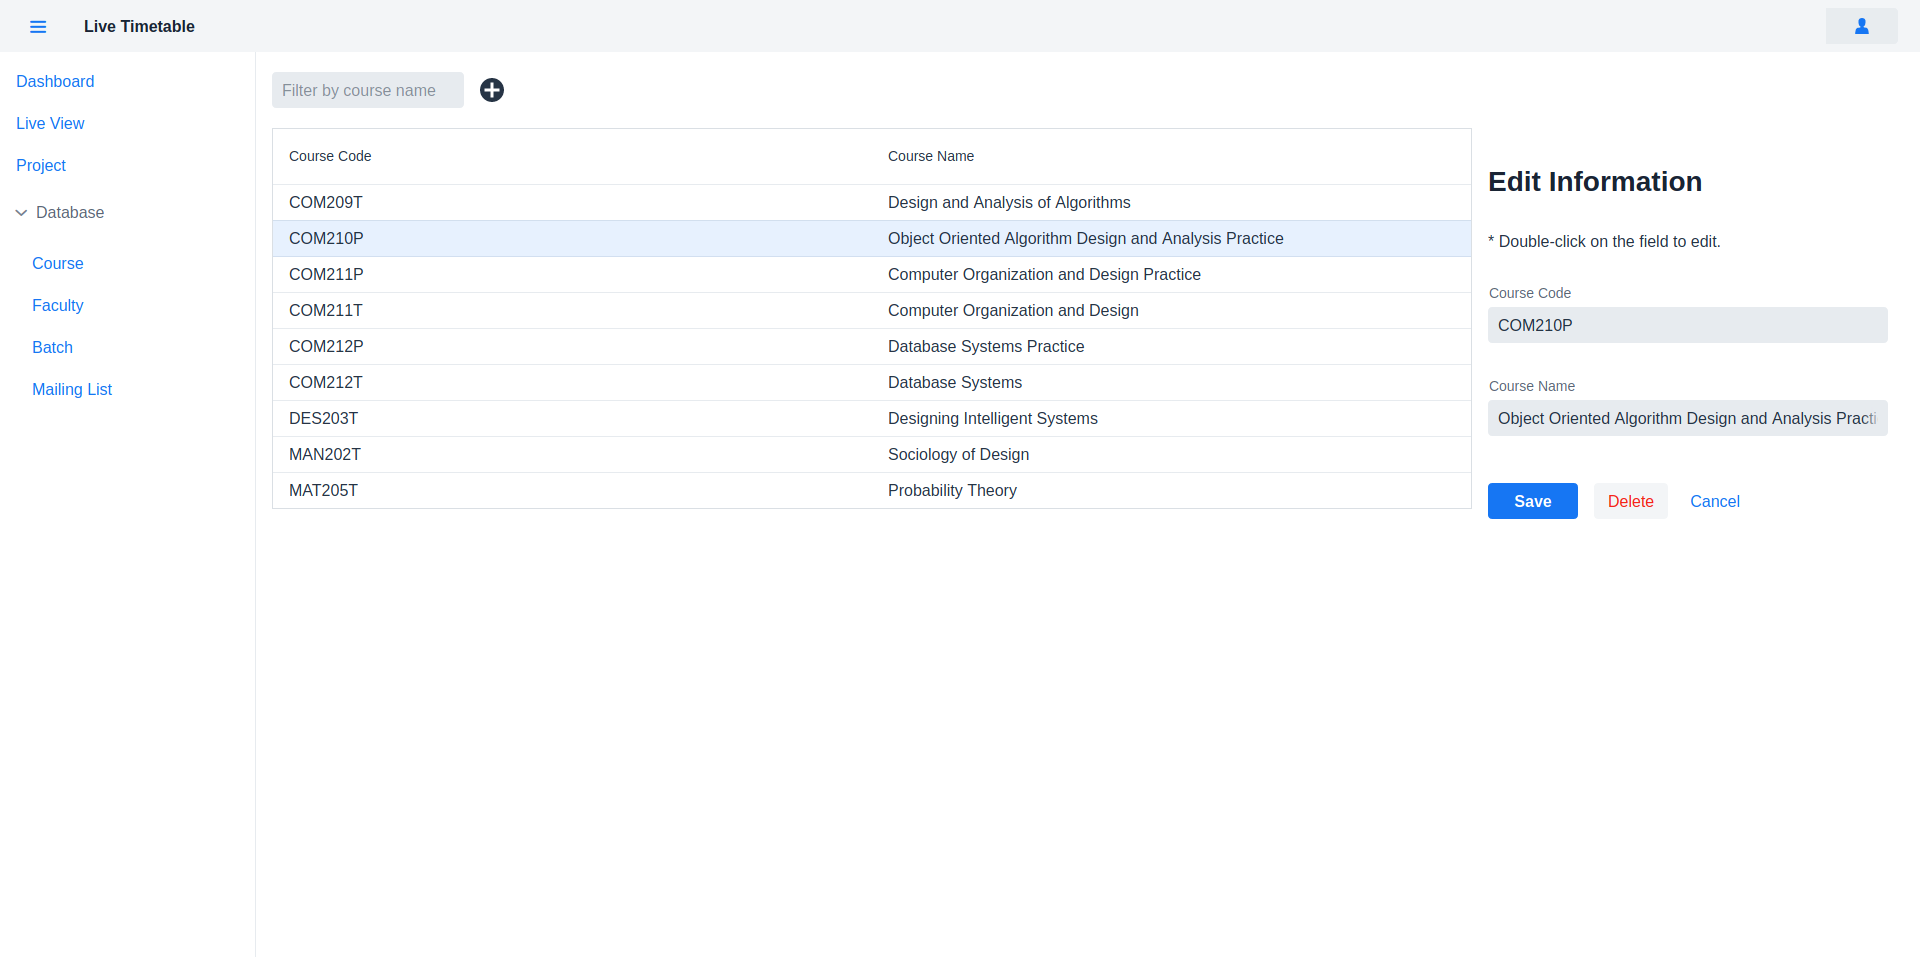 Live Timetable
Dashboard
Live View
Project
Database
Course
Faculty
Batch
Mailing List
Filter by course name
Course Code Course Name
COM209T Design and Analysis of Algorithms
COM210P Object Oriented Algorithm Design and Analysis Practice
COM211P Computer Organization and Design Practice
COM211T Computer Organization and Design
COM212P Database Systems Practice
COM212T Database Systems
DES203T Designing Intelligent Systems
MAN202T Sociology of Design
MAT205T Probability Theory
Edit Information
* Double-click on the field to edit.
Course Code
COM210P
Course Name
Object Oriented Algorithm Design and Analysis Practi
Save Delete Cancel